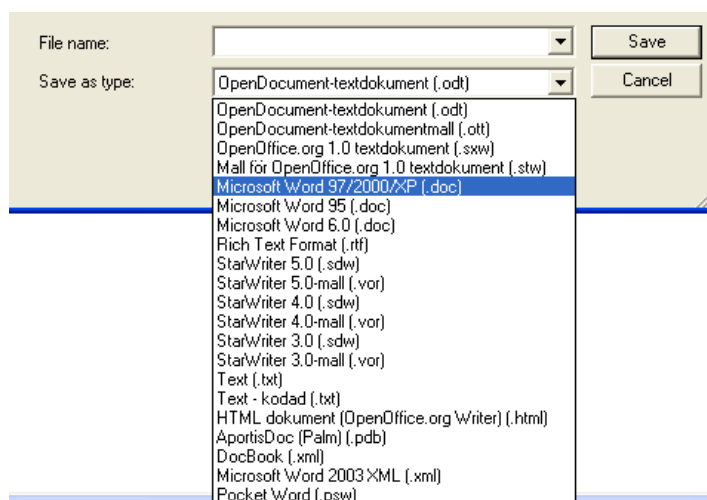 File name:
Save
Save as type:
OpenDocument-textdokument (.odt)
Cancel
OpenDocument-textdokument (.odt)
OpenDocument-textdokumentmall (.ott)
OpenOffice.org 1.0 textdokument (.sxw)
Mall för OpenOffice.org 1.0 textdokument (.stw)
Microsoft Word 97/2000/XP (.doc)
Microsoft Word 95 (.doc)
Microsoft Word 6.0 (.doc)
Rich Text Format (.rtf)
StarWriter 5.0 (.sdw)
StarWriter 5.0-mall (.vor)
StarWriter 4.0 (.sdw)
StarWriter 4.0-mall (.vor)
StarWriter 3.0 (.sdw)
StarWriter 3.0-mall (.vor)
Text (.txt)
Text - kodad (.txt)
HTML dokument (OpenOffice.org Writer) (.html)
AportisDoc (Palm) (.pdb)
DocBook (.xml)
Microsoft Word 2003 XML (.xml)
Pocket Word (.psw)